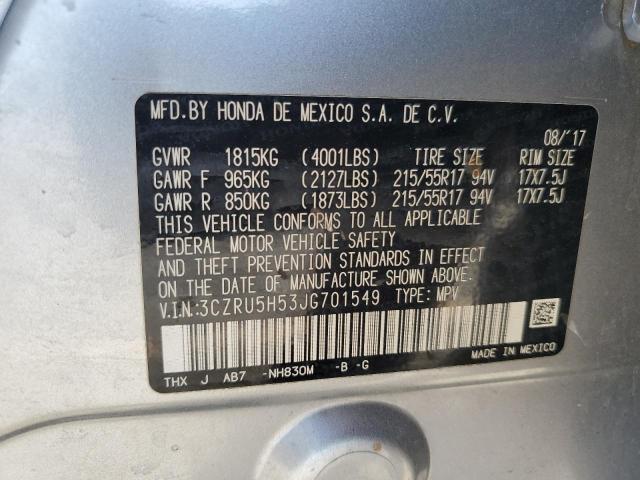 MFD.BY HONDA DE MEXICO S.A. DE C.V.
08/'17
GVWR 1815KG (4001LBS) TIRE SIZE RIM SIZE
GAWR F 965KG (2127LBS) 215/55R17 94V 17X7.5J
GAWR R 850KG (1873LBS) 215/55R17 94V 17X7.5J
THIS VEHICLE CONFORMS TO ALL APPLICABLE
FEDERAL MOTOR VEHICLE SAFETY
AND THEFT PREVENTION STANDARDS IN EFFECT
ON THE DATE OF MANUFACTURE SHOWN ABOVE.
V.I.N:3CZRU5H53JG701549 TYPE: MPV
MADE IN MEXICO
THX J AB7 -NH830M -B -G